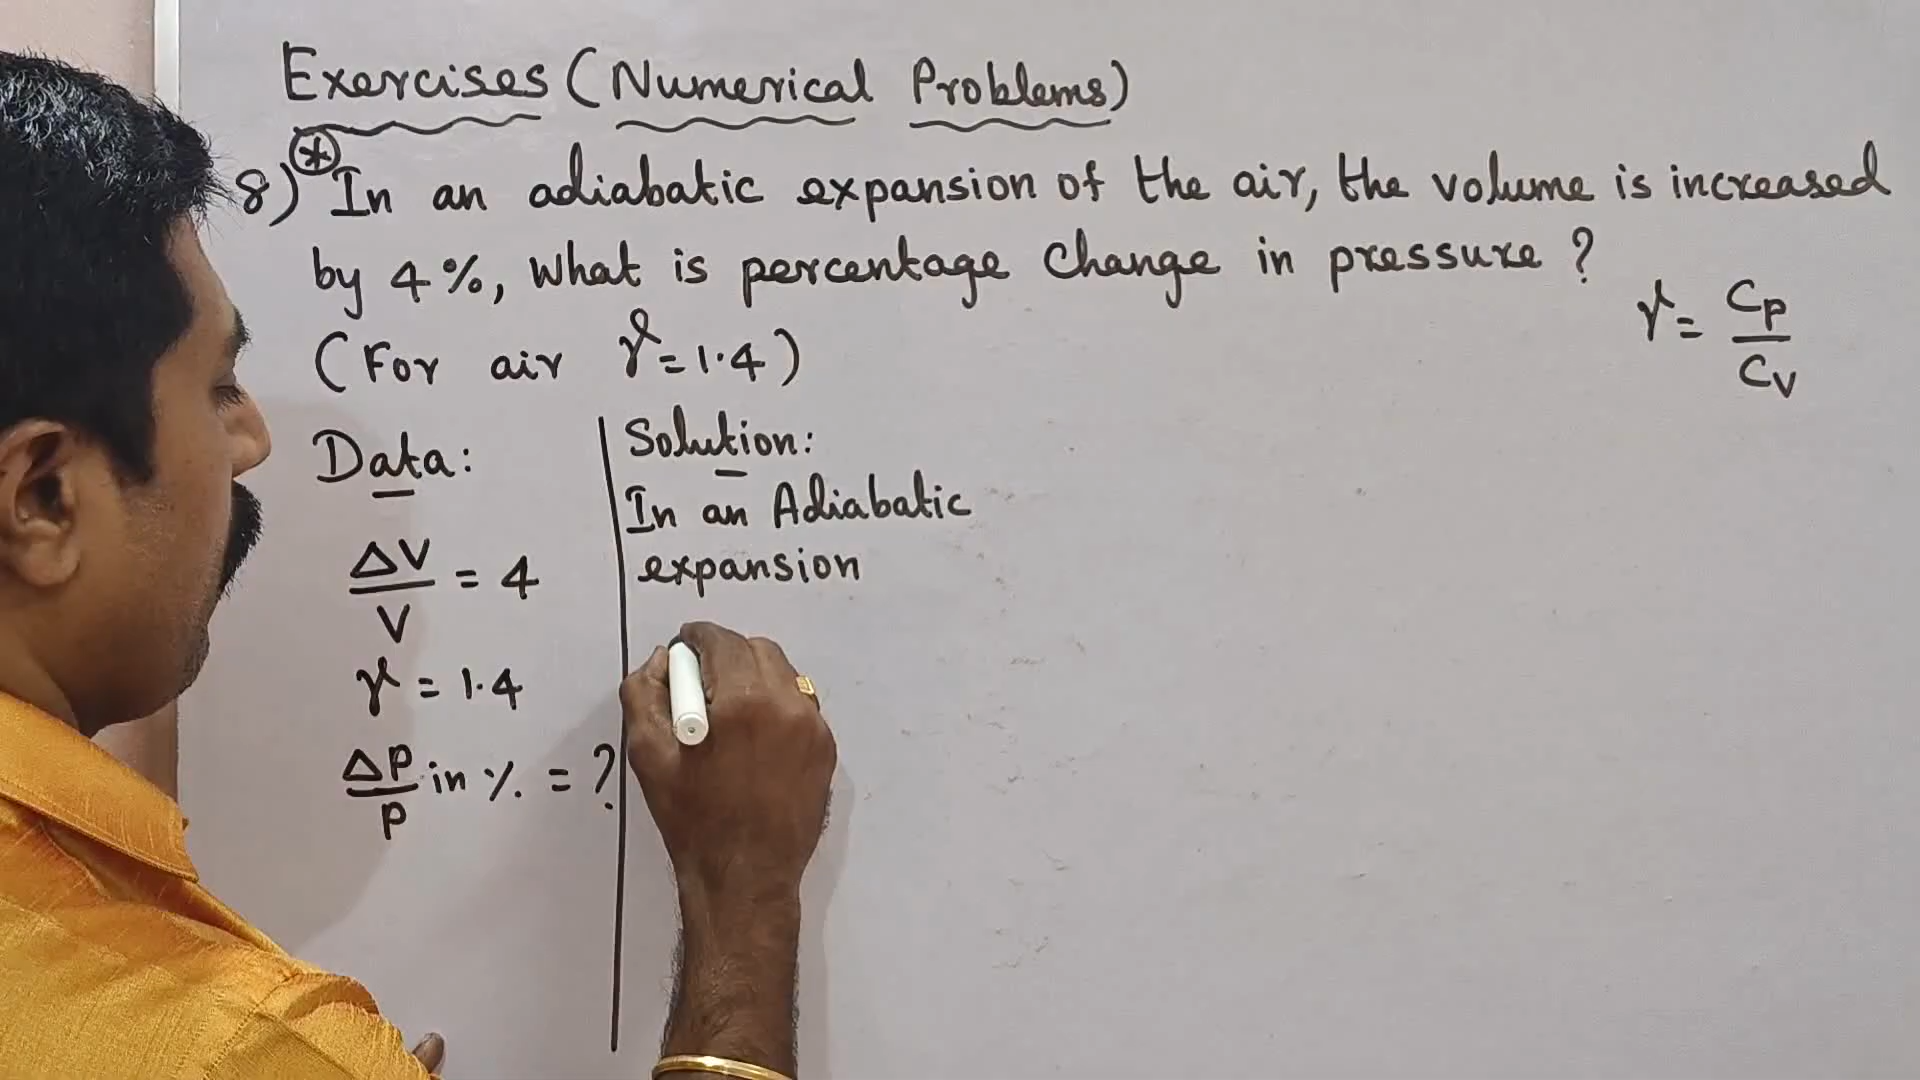 Exercises (Numerical Problems)
8) * In an adiabatic expansion of the air, the volume is increased
by 4%, What is percentage change in pressure ?
(For air γ = 1.4)
γ = Cp / Cv
Data:
ΔV / V = 4
γ = 1.4
ΔP / P in % = ?
Solution:
In an Adiabatic
expansion